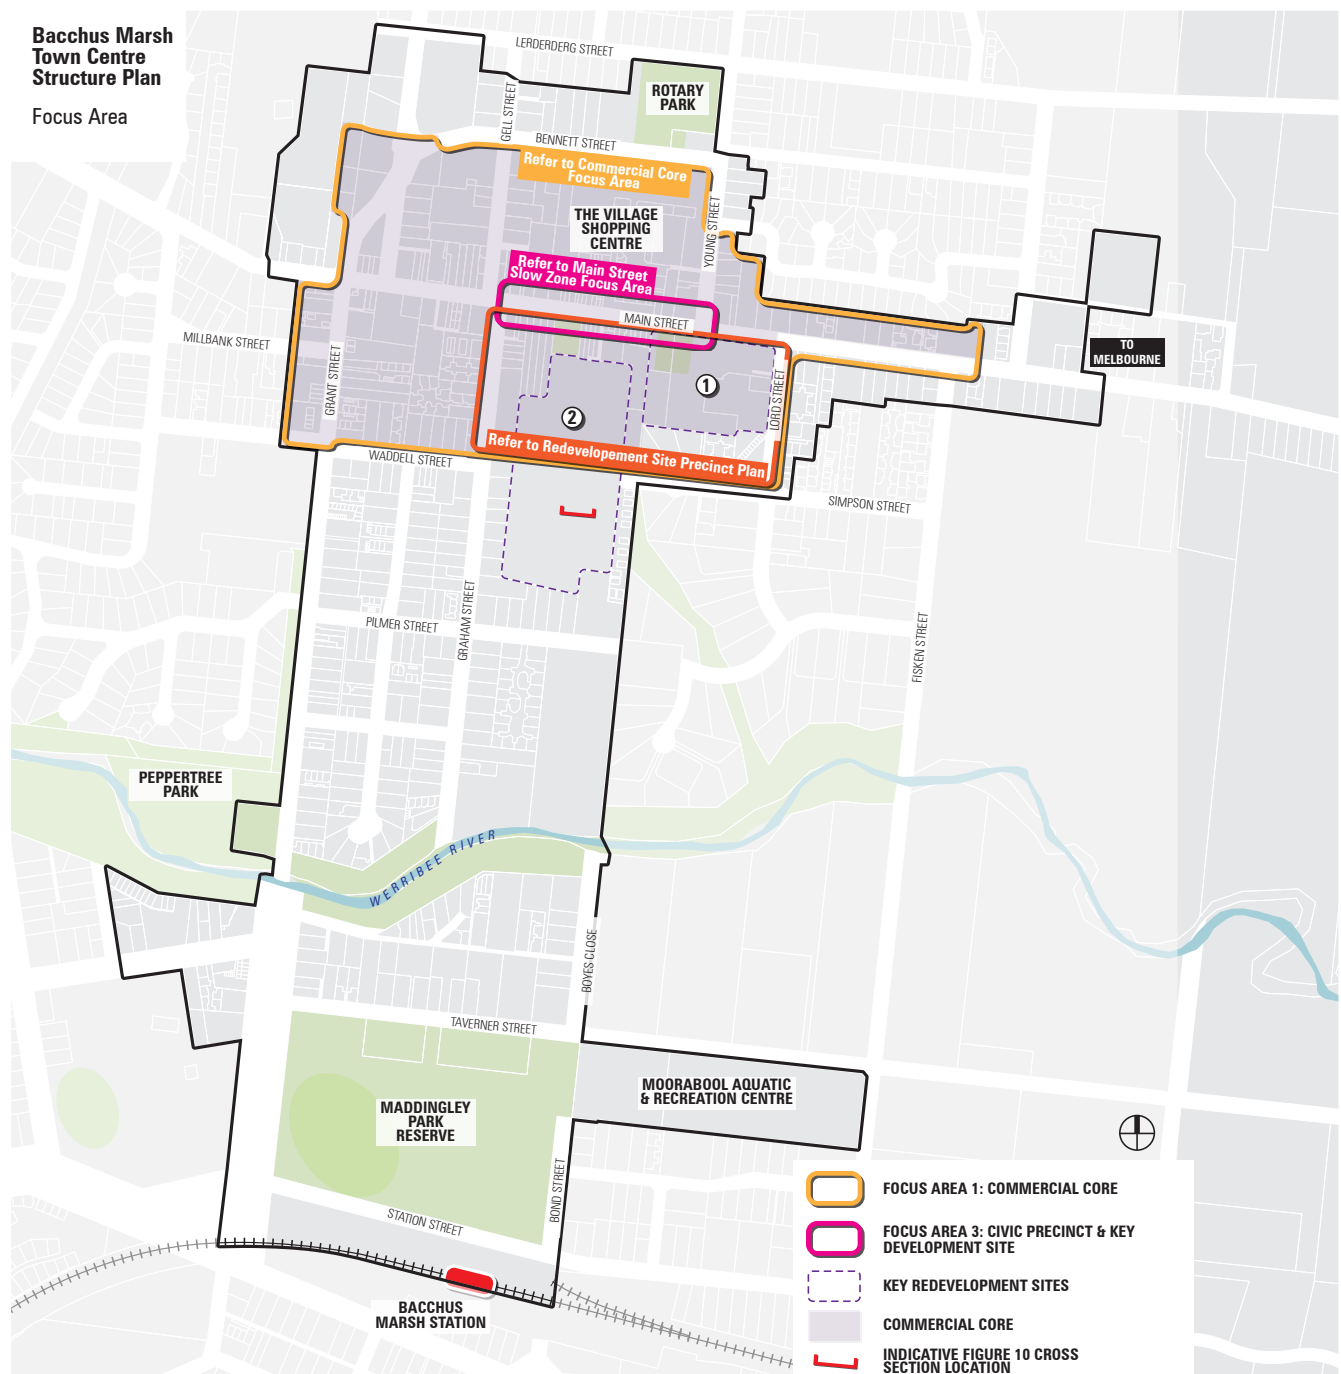 Bacchus Marsh
Town Centre
Structure Plan
Focus Area
LERDERDERG STREET
ROTARY
PARK
GELL STREET
BENNETT STREET
Refer to Commercial Core
Focus Area
THE VILLAGE
SHOPPING
CENTRE
YOUNG STREET
Refer to Main Street
Slow Zone Focus Area
MAIN STREET
MILLBANK STREET
GRANT STREET
TO
MELBOURNE
1
2
LORD STREET
Refer to Redevelopement Site Precinct Plan
WADDELL STREET
SIMPSON STREET
PILMER STREET
GRAHAM STREET
FISKEN STREET
PEPPERTREE
PARK
WERRIBEE RIVER
BOYES CLOSE
TAVERNER STREET
MOORABOOL AQUATIC
& RECREATION CENTRE
MADDINGLEY
PARK
RESERVE
BOND STREET
STATION STREET
BACCHUS
MARSH STATION
FOCUS AREA 1: COMMERCIAL CORE
FOCUS AREA 3: CIVIC PRECINCT & KEY
DEVELOPMENT SITE
KEY REDEVELOPMENT SITES
COMMERCIAL CORE
INDICATIVE FIGURE 10 CROSS
SECTION LOCATION